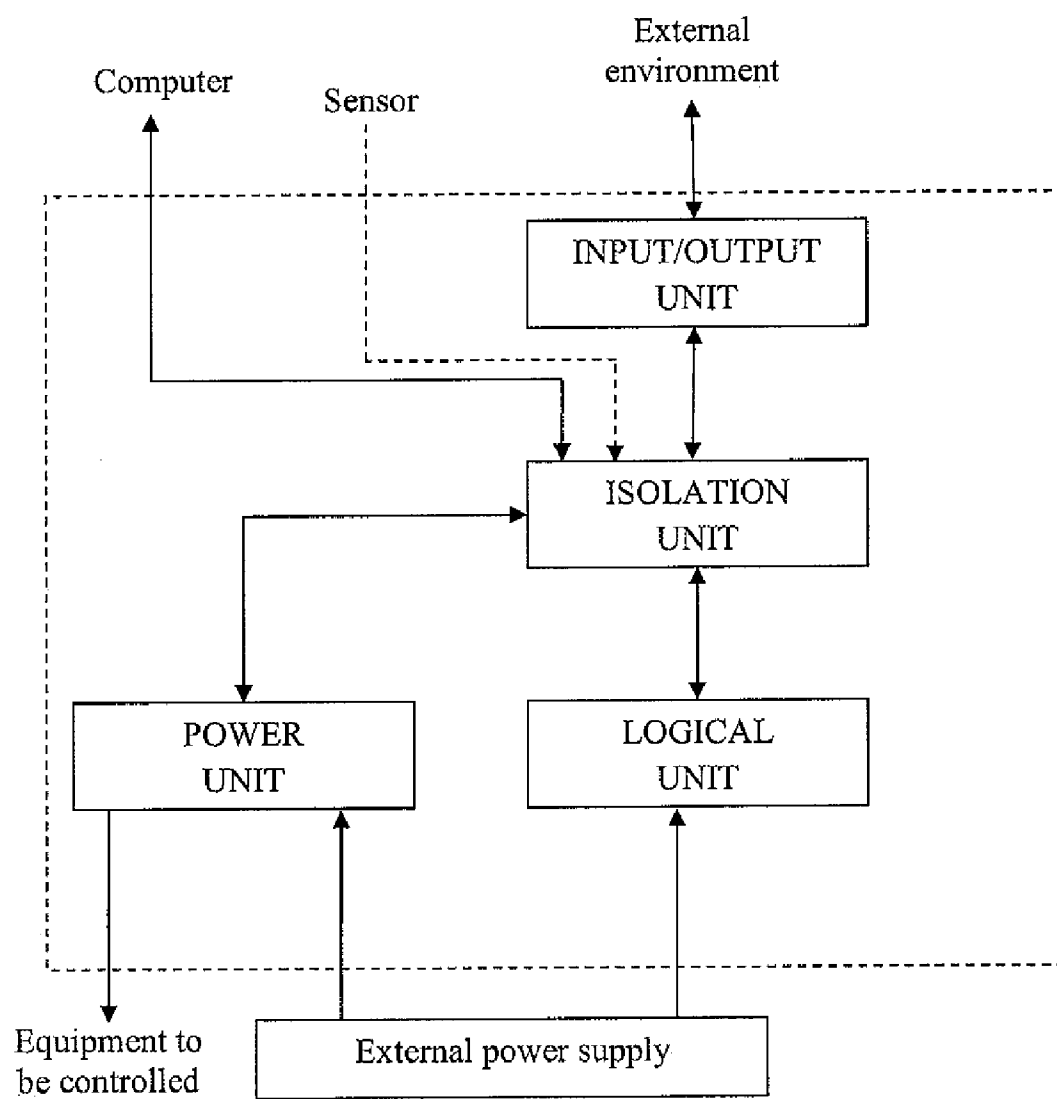 External
environment
Computer
Sensor
INPUT/OUTPUT
UNIT
ISOLATION
UNIT
POWER
UNIT
LOGICAL
UNIT
Equipment to
be controlled
External power supply